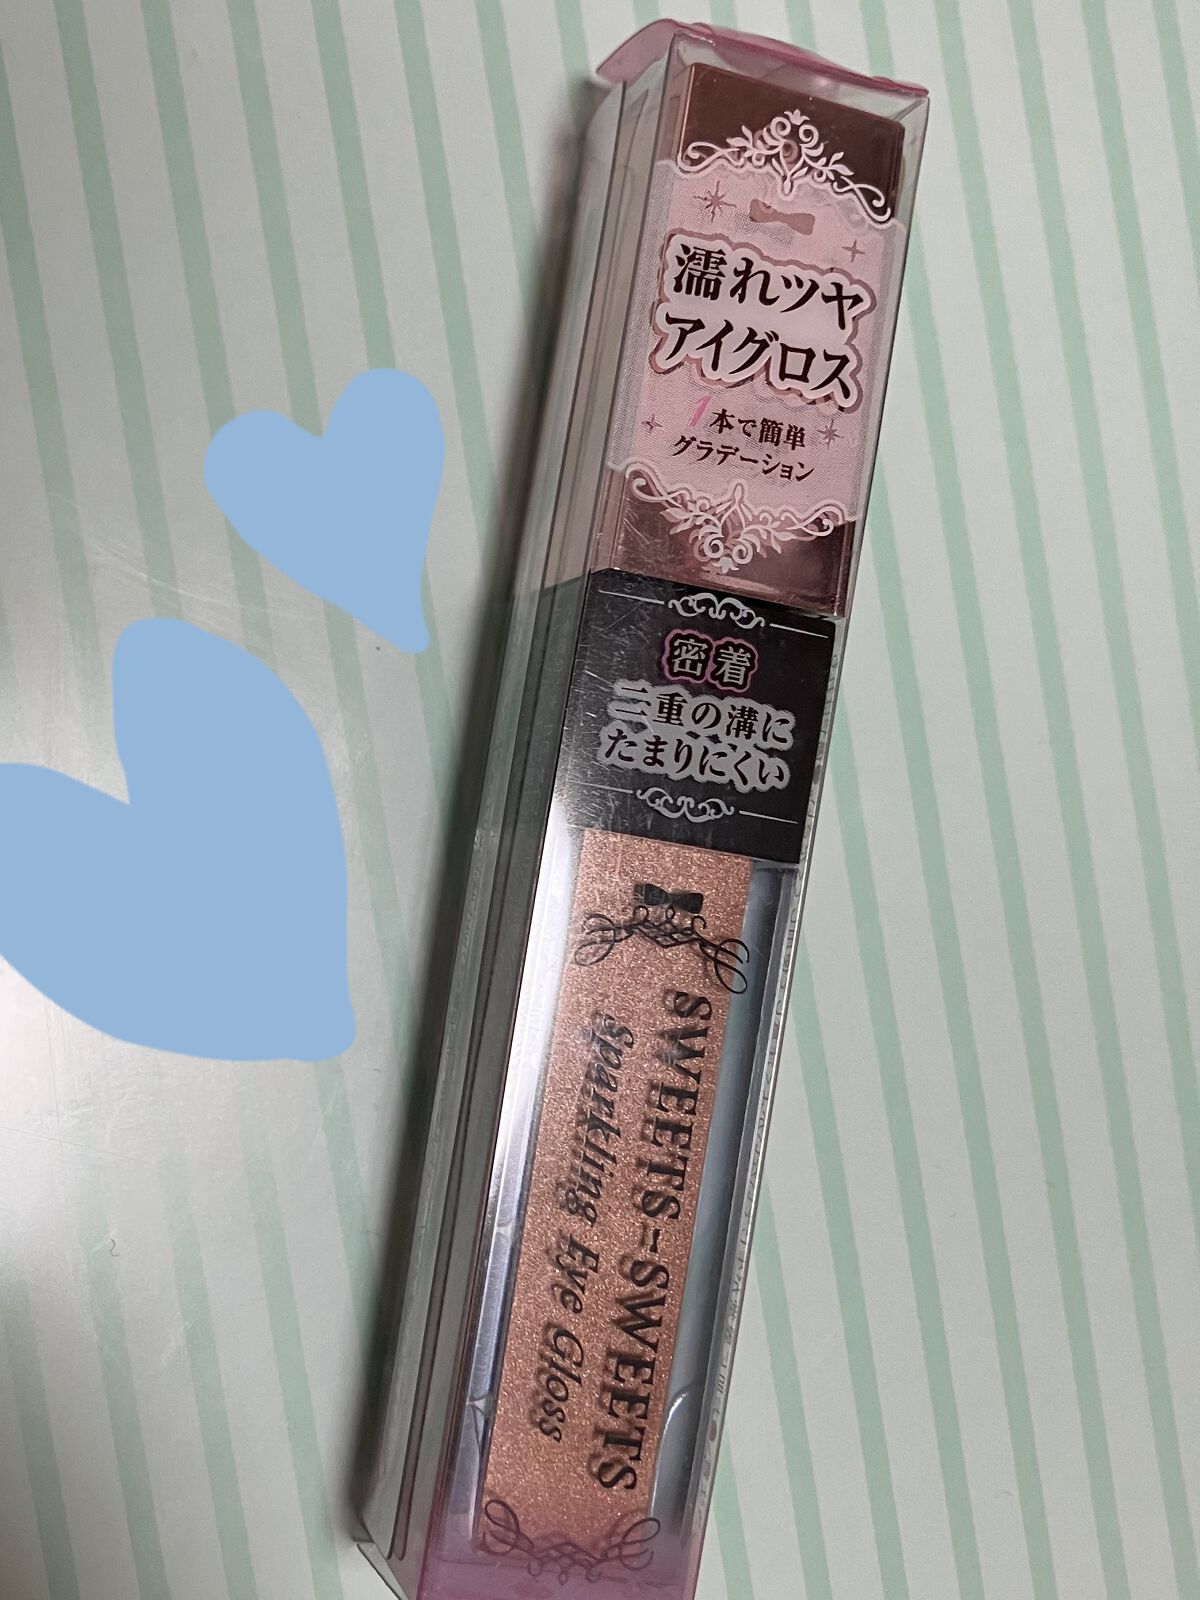 濡れツヤ
アイグロス
1本で簡単
グラデーション
密着
二重の溝に
たまりにくい
SWEETS=SWEETS
Sparkling Eye Gloss